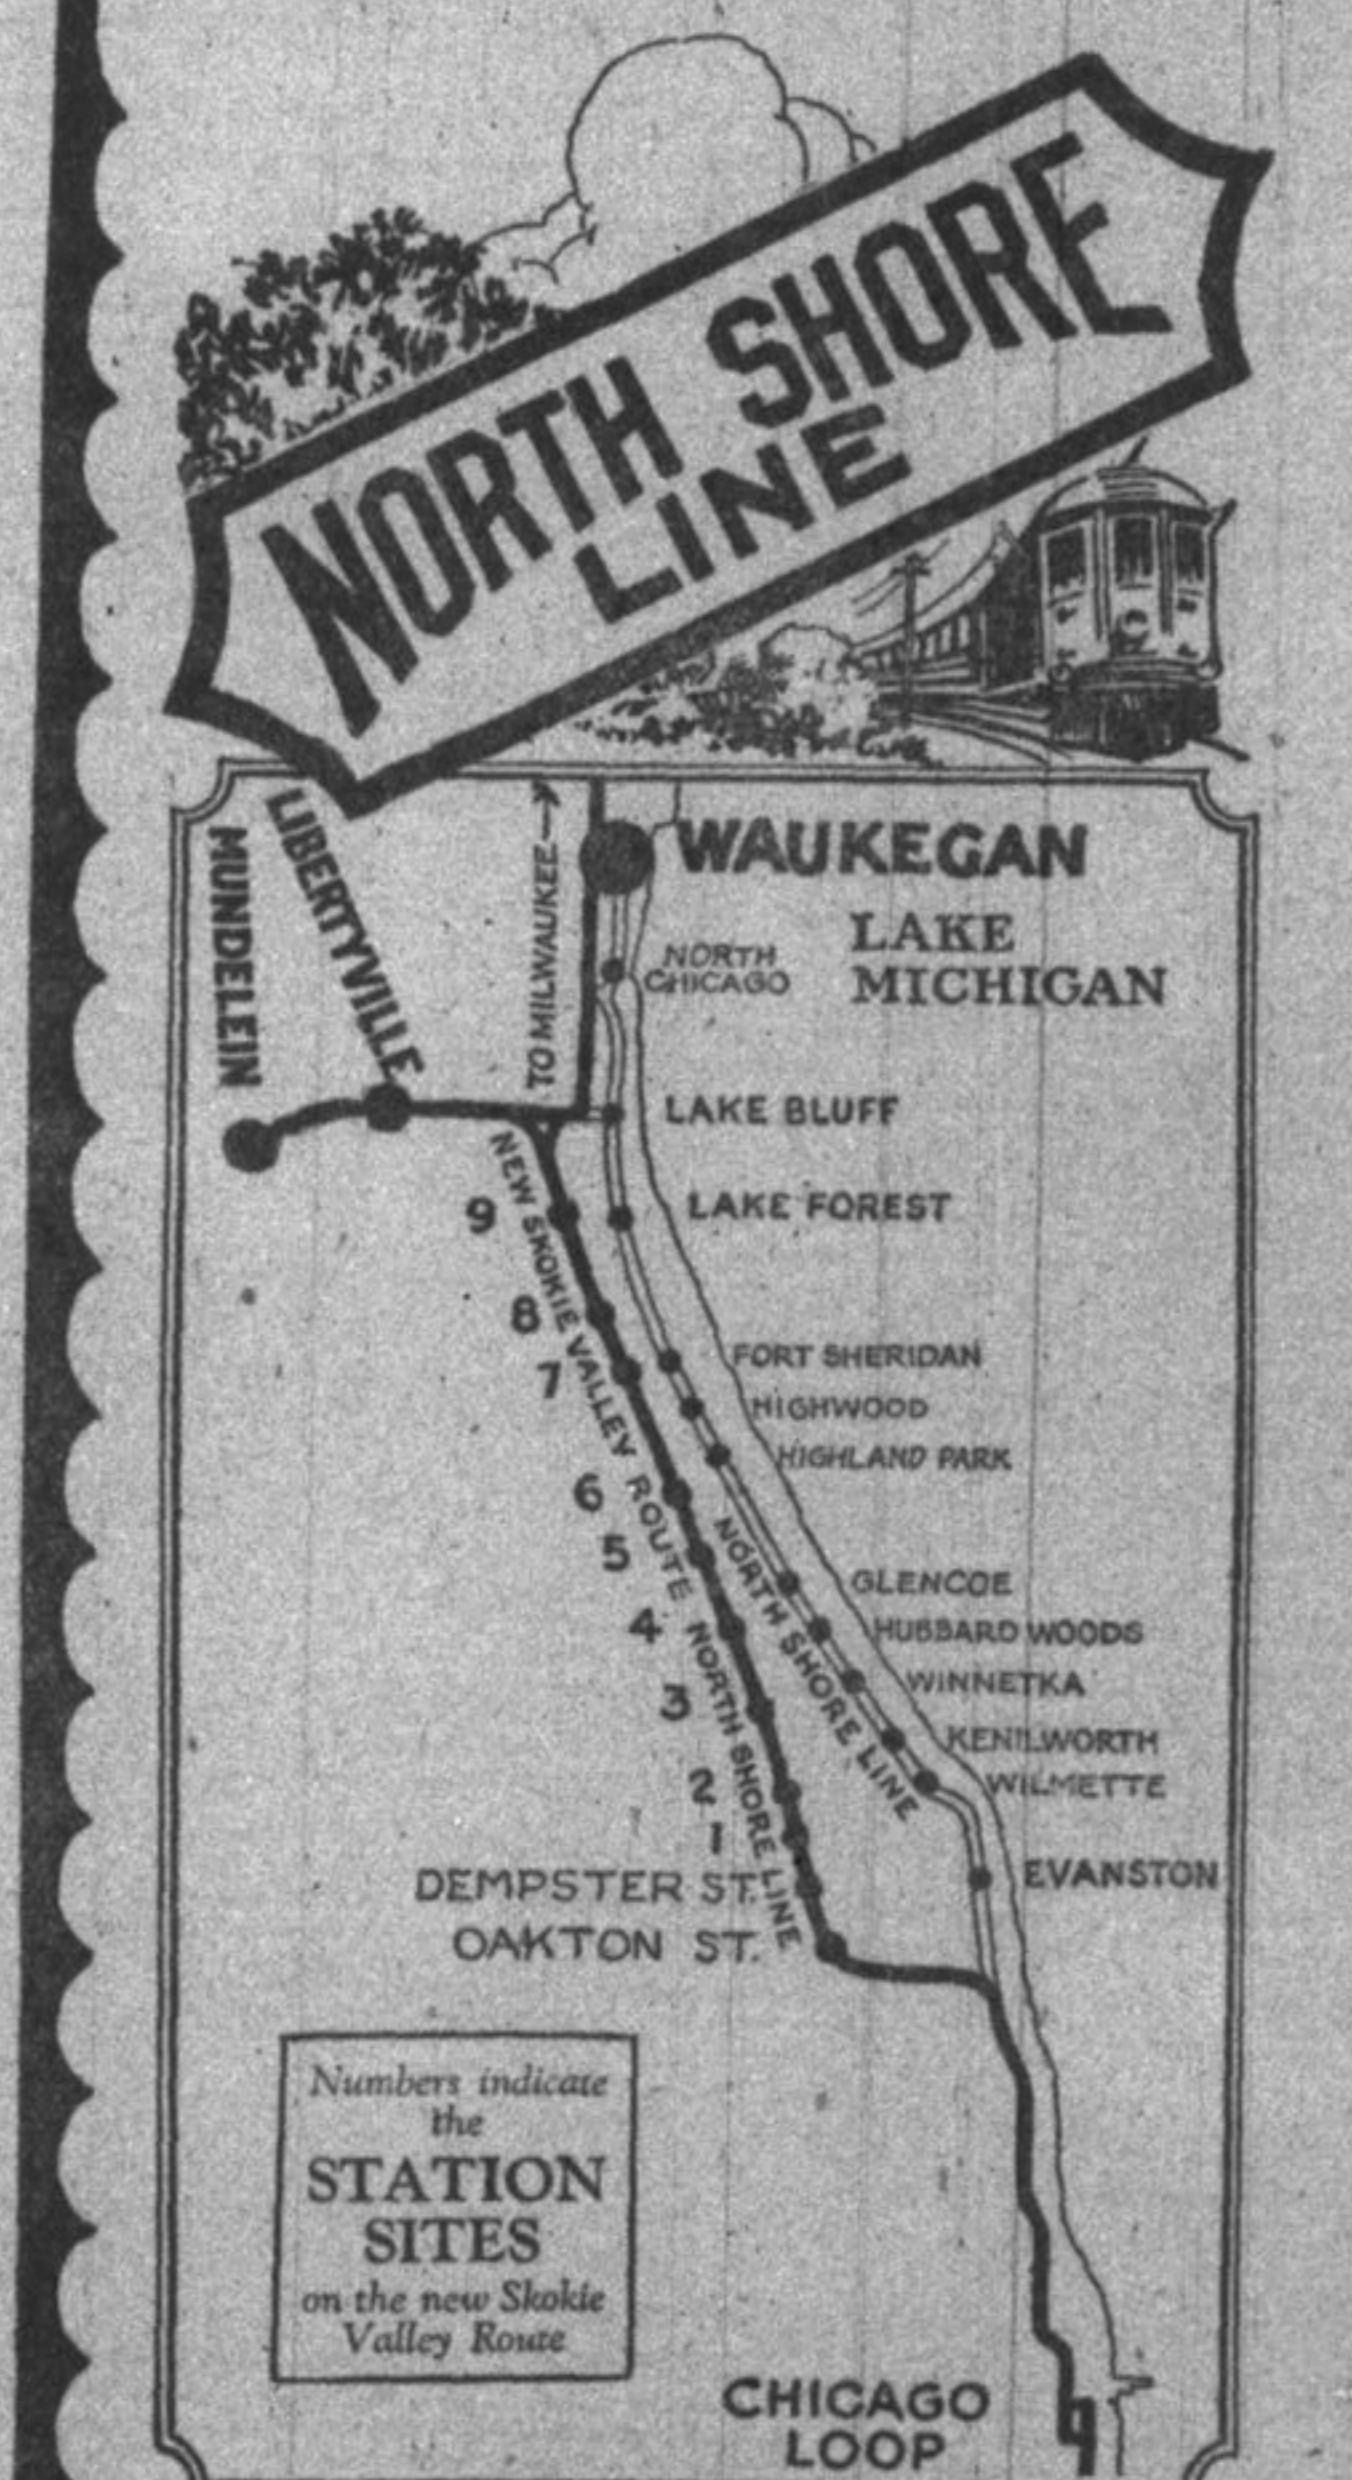 NORTH SHORE
LINE
MUNDELEIN
LIBERTYVILLE
TO MILWAUKEE
WAUKEGAN
LAKE
MICHIGAN
NORTH
CHICAGO
LAKE BLUFF
LAKE FOREST
9
8
7
6
5
4
3
2
1
NEW SKOKIE VALLEY ROUTE NORTH SHORE LINE
NORTH SHORE LINE
FORT SHERIDAN
HIGHWOOD
HIGHLAND PARK
GLENCOE
HUBBARD WOODS
WINNETKA
KENILWORTH
WILMETTE
EVANSTON
DEMPSTER ST.
OAKTON ST.
Numbers indicate
the
STATION
SITES
on the new Skokie
Valley Route
CHICAGO
LOOP